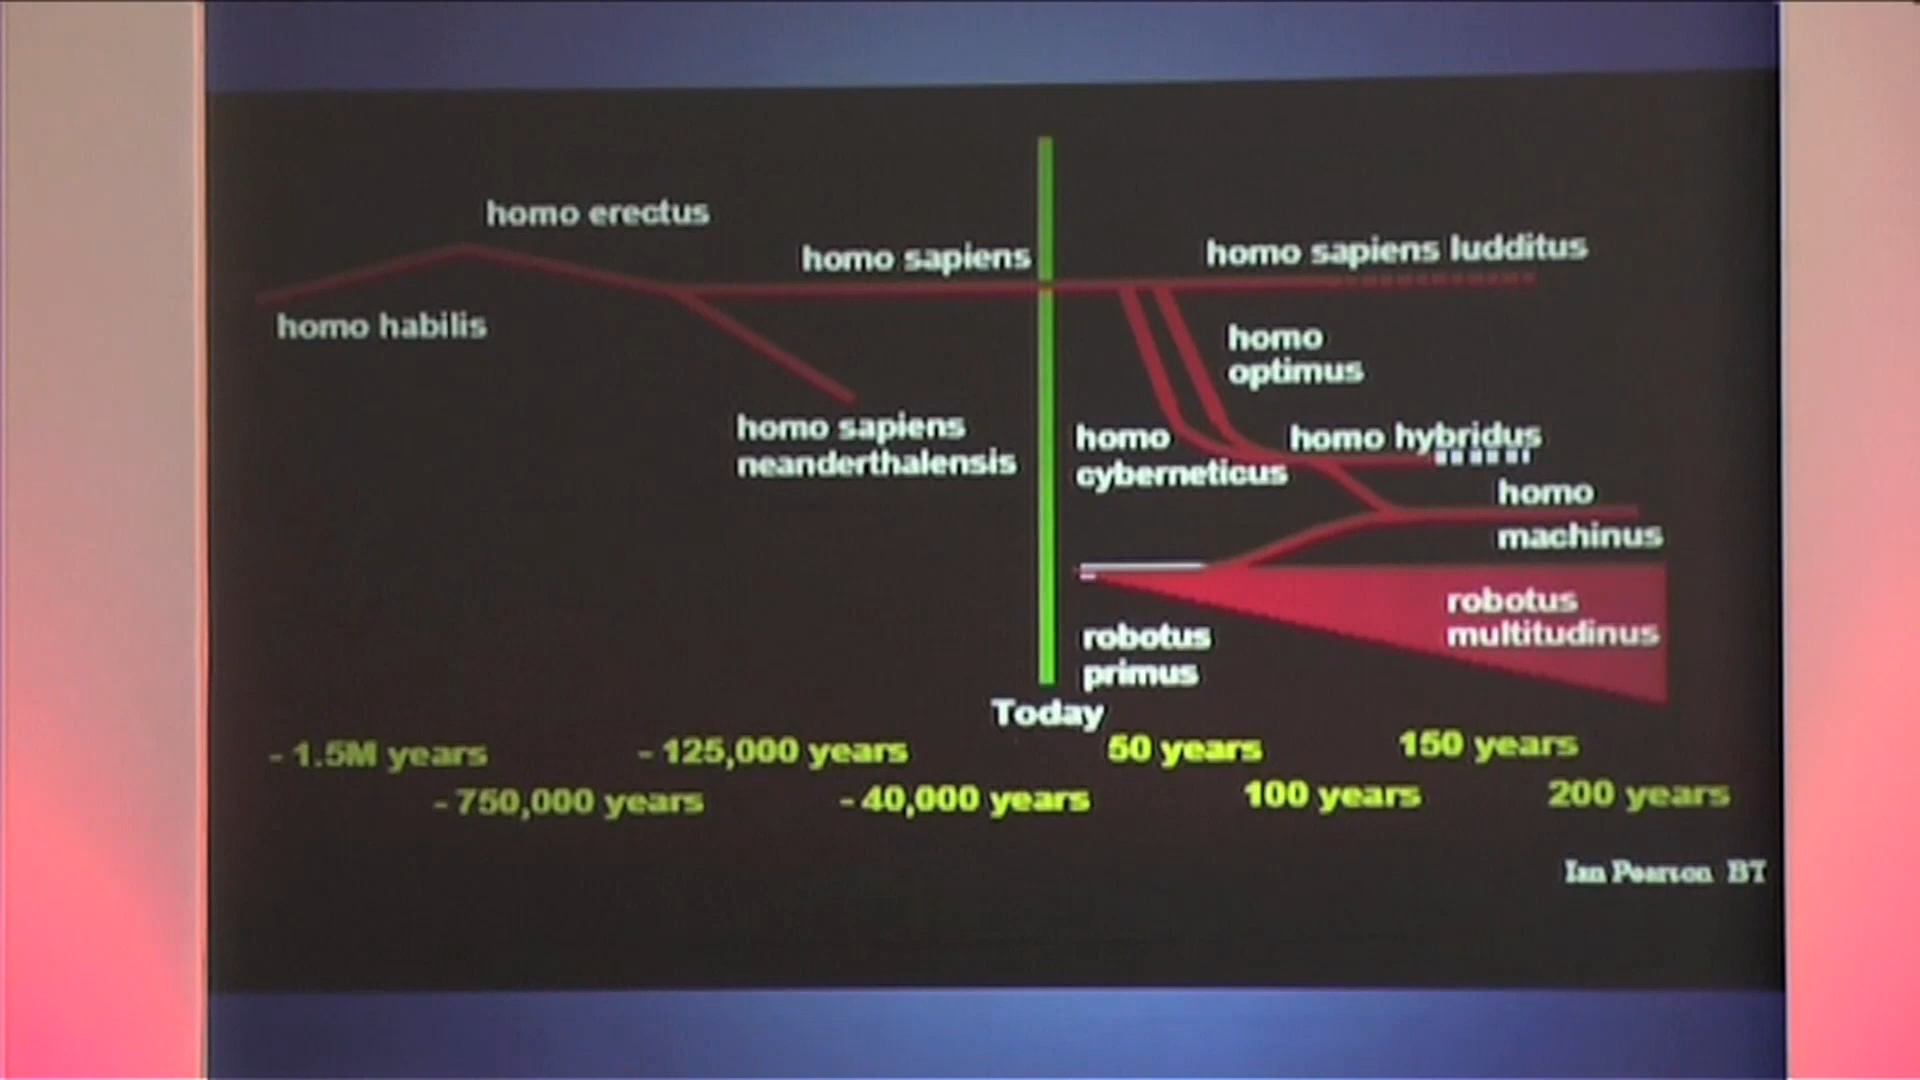 homo erectus
homo sapiens
homo sapiens ludditus
homo habilis
homo
optimus
homo sapiens
neanderthalensis
homo
cyberneticus
homo hybridus
homo
machinus
robotus
multitudinus
robotus
primus
Today
- 1.5M years
- 125,000 years
50 years
150 years
- 750,000 years
- 40,000 years
100 years
200 years
Ian Pearson BT